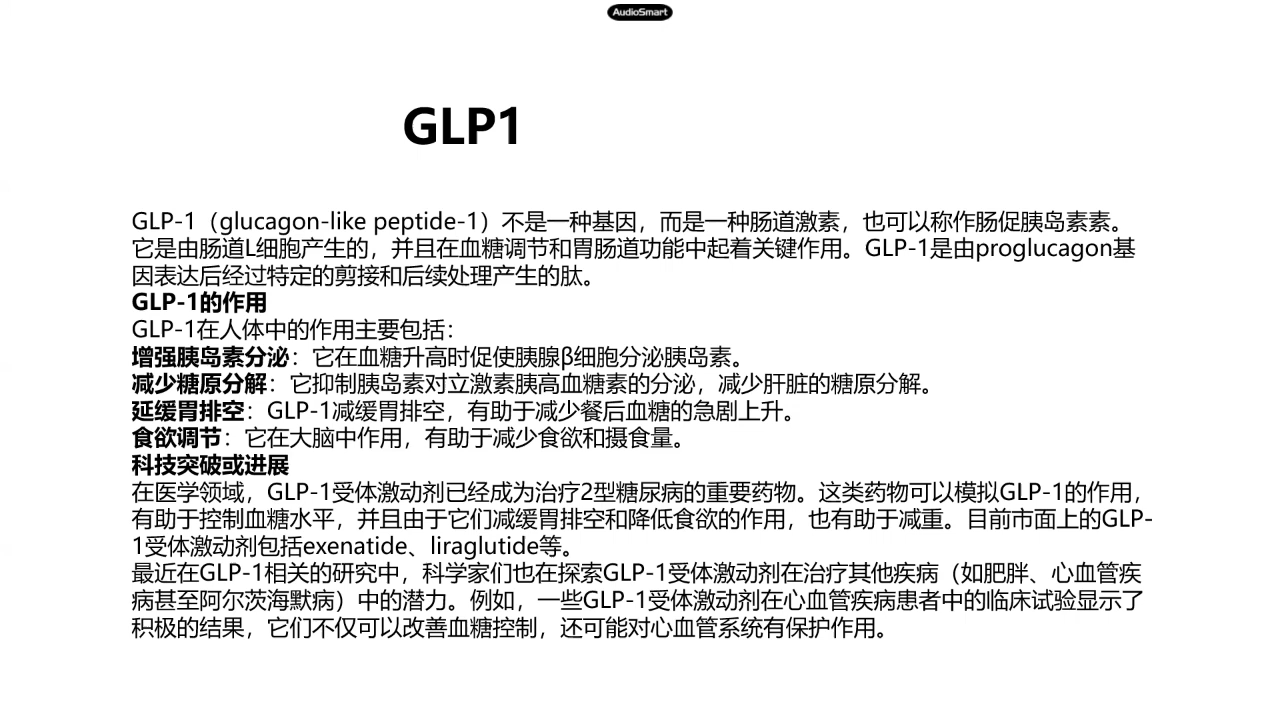 AudioSmart
GLP1
GLP-1（glucagon-like peptide-1）不是一种基因，而是一种肠道激素，也可以称作肠促胰岛素素。
它是由肠道L细胞产生的，并且在血糖调节和胃肠道功能中起着关键作用。GLP-1是由proglucagon基
因表达后经过特定的剪接和后续处理产生的肽。
GLP-1的作用
GLP-1在人体中的作用主要包括：
增强胰岛素分泌：它在血糖升高时促使胰腺β细胞分泌胰岛素。
减少糖原分解：它抑制胰岛素对立激素胰高血糖素的分泌，减少肝脏的糖原分解。
延缓胃排空：GLP-1减缓胃排空，有助于减少餐后血糖的急剧上升。
食欲调节：它在大脑中作用，有助于减少食欲和摄食量。
科技突破或进展
在医学领域，GLP-1受体激动剂已经成为治疗2型糖尿病的重要药物。这类药物可以模拟GLP-1的作用，
有助于控制血糖水平，并且由于它们减缓胃排空和降低食欲的作用，也有助于减重。目前市面上的GLP-
1受体激动剂包括exenatide、liraglutide等。
最近在GLP-1相关的研究中，科学家们也在探索GLP-1受体激动剂在治疗其他疾病（如肥胖、心血管疾
病甚至阿尔茨海默病）中的潜力。例如，一些GLP-1受体激动剂在心血管疾病患者中的临床试验显示了
积极的结果，它们不仅可以改善血糖控制，还可能对心血管系统有保护作用。